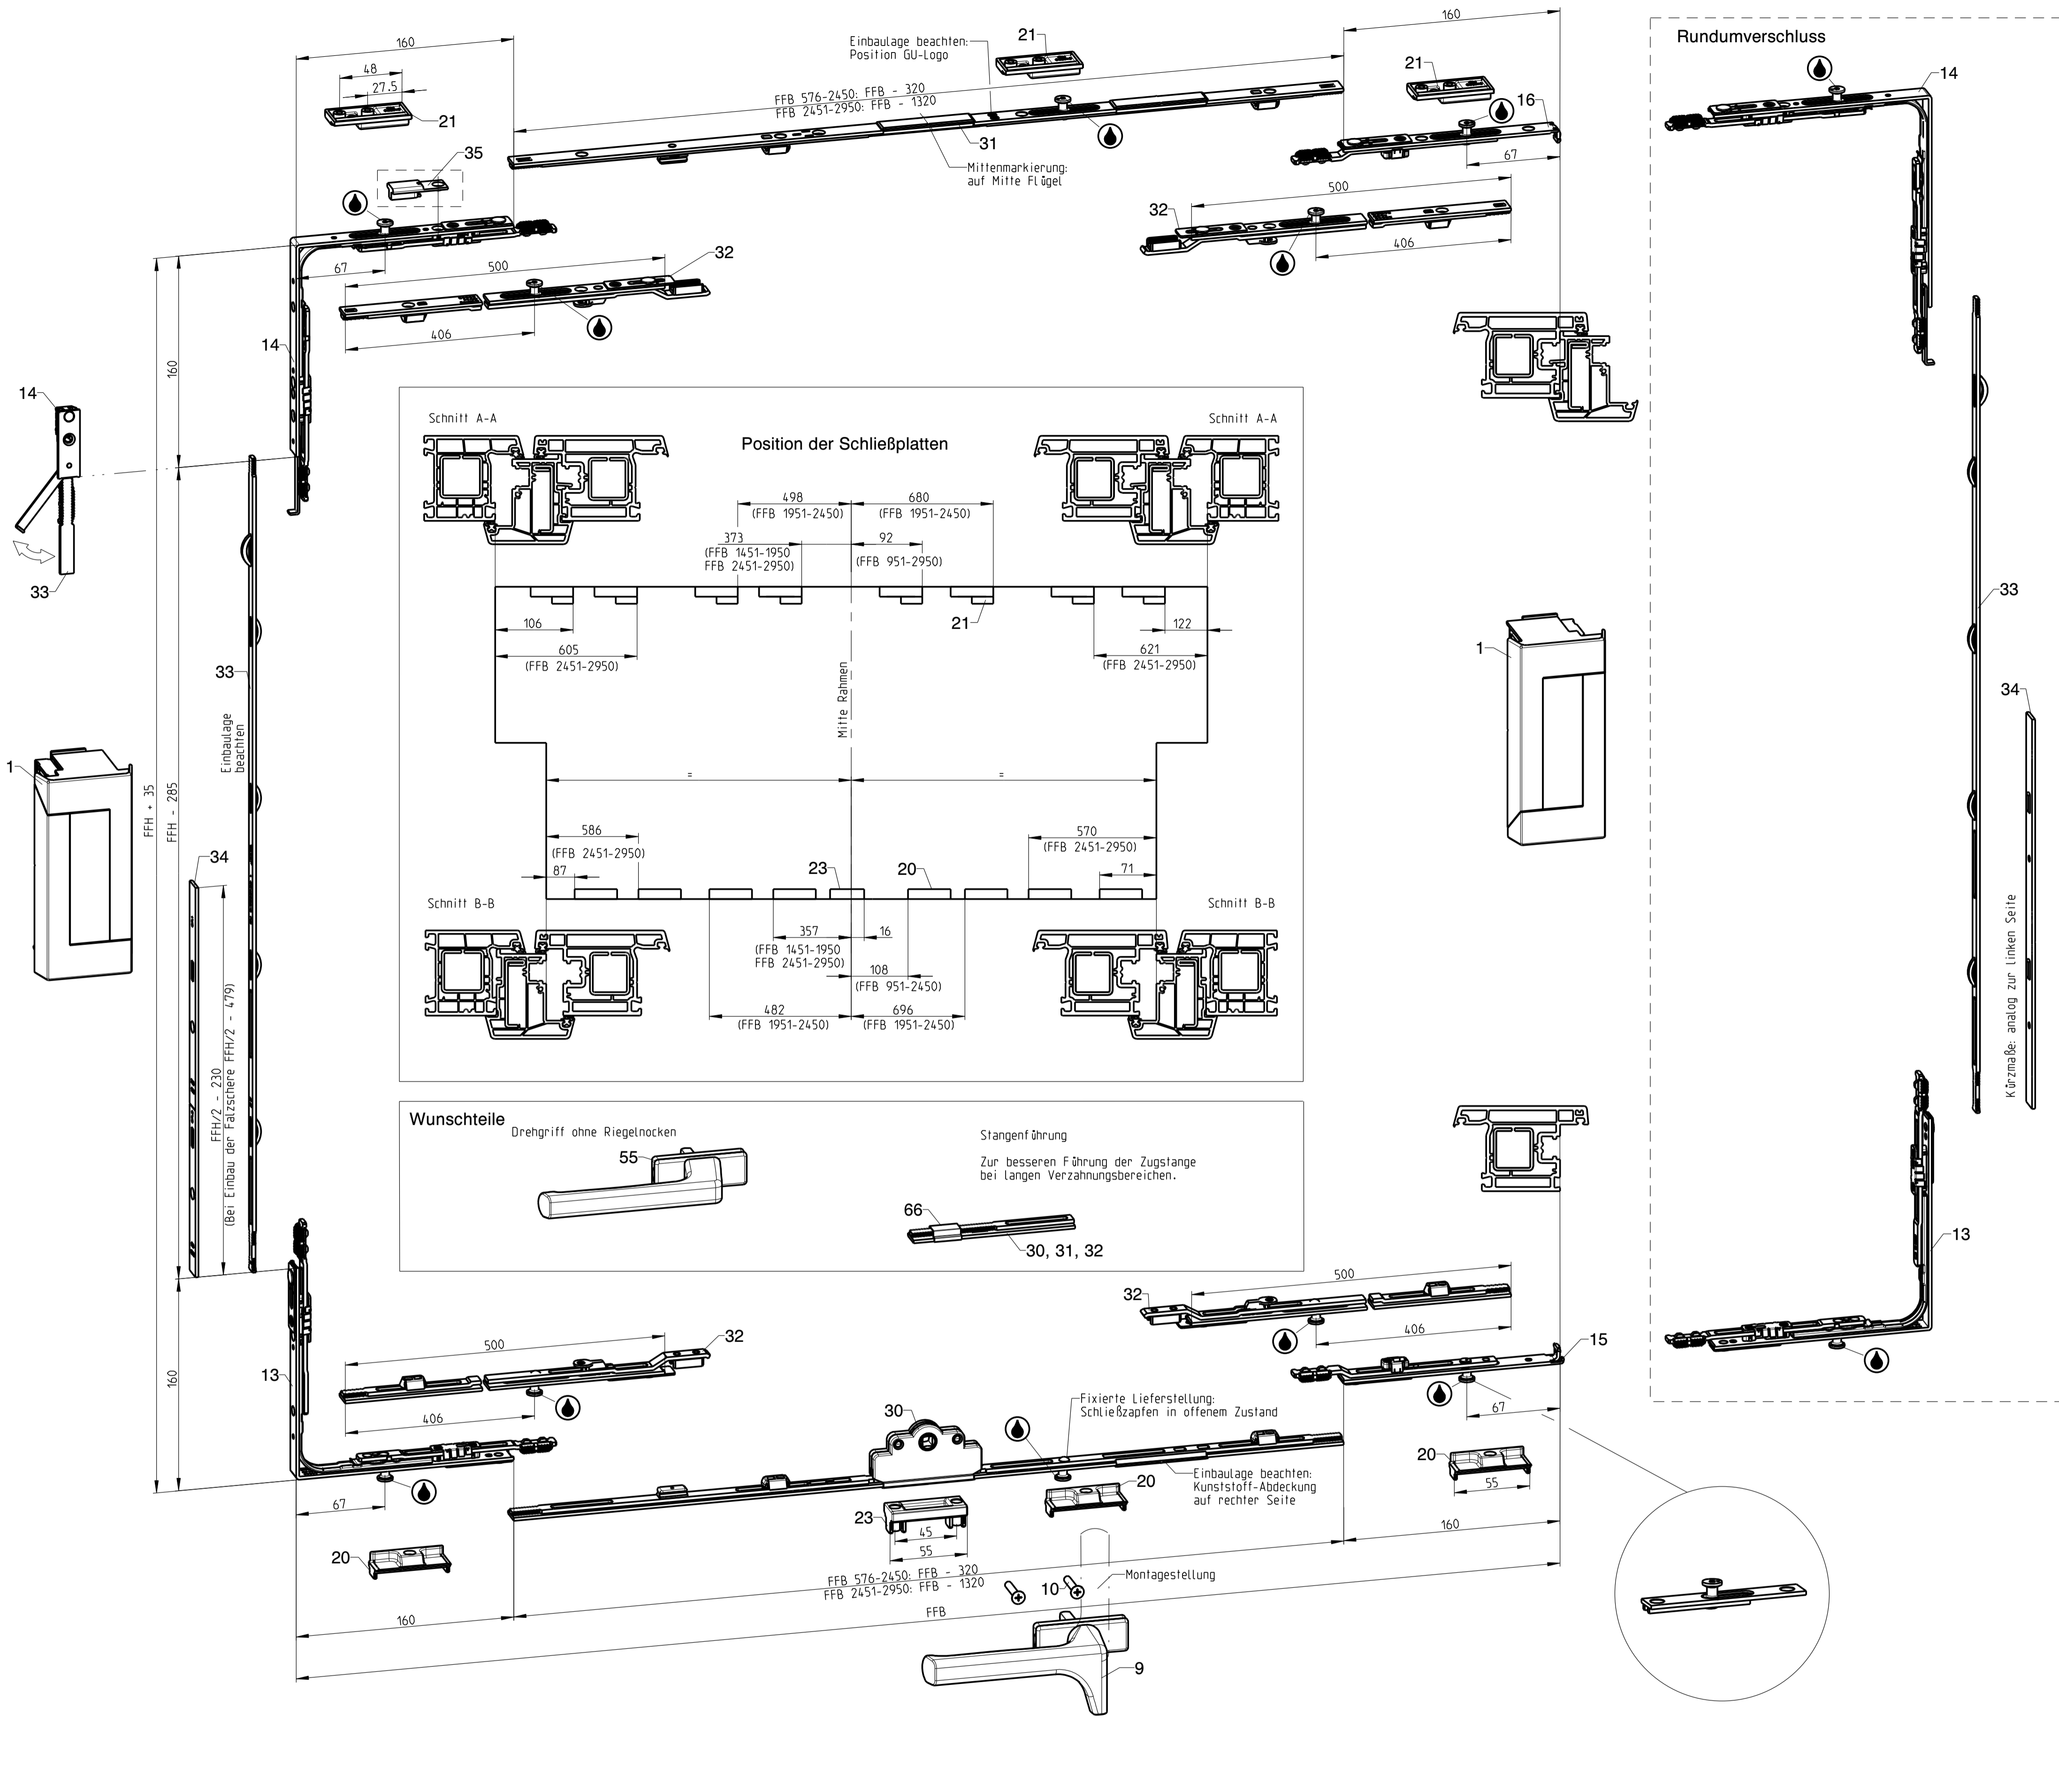 160
48
27.5
21
35
67
500
32
406
14
160
14
33
Einbaulage beachten:
Position GU-Logo
21
FFB 576-2450: FFB - 320
FFB 2451-2950: FFB - 1320
31
Mittenmarkierung:
auf Mitte Flügel
160
21
16
67
500
32
406
Rundumverschluss
14
33
34
Kürzmaße: analog zur linken Seite
13
1
FFH + 35
FFH - 285
33
Einbaulage
beachten
34
FFH/2 - 230
(Bei Einbau der Falzschere FFH/2 - 479)
1
Schnitt A-A
Position der Schließplatten
Schnitt A-A
498
(FFB 1951-2450)
680
(FFB 1951-2450)
373
(FFB 1451-1950
FFB 2451-2950)
92
(FFB 951-2950)
21
106
605
(FFB 2451-2950)
122
621
(FFB 2451-2950)
Mitte Rahmen
=
=
586
(FFB 2451-2950)
87
570
(FFB 2451-2950)
71
23
20
Schnitt B-B
Schnitt B-B
357
(FFB 1451-1950
FFB 2451-2950)
16
108
(FFB 951-2450)
482
(FFB 1951-2450)
696
(FFB 1951-2450)
Wunschteile
Drehgriff ohne Riegelnocken
55
Stangenführung
Zur besseren Führung der Zugstange
bei langen Verzahnungsbereichen.
66
30, 31, 32
500
32
406
13
160
67
20
160
30
23
45
55
Fixierte Lieferstellung:
Schließzapfen in offenem Zustand
20
Einbaulage beachten:
Kunststoff-Abdeckung
auf rechter Seite
500
32
406
15
67
20
55
160
FFB 576-2450: FFB - 320
FFB 2451-2950: FFB - 1320
FFB
10
Montagestellung
9